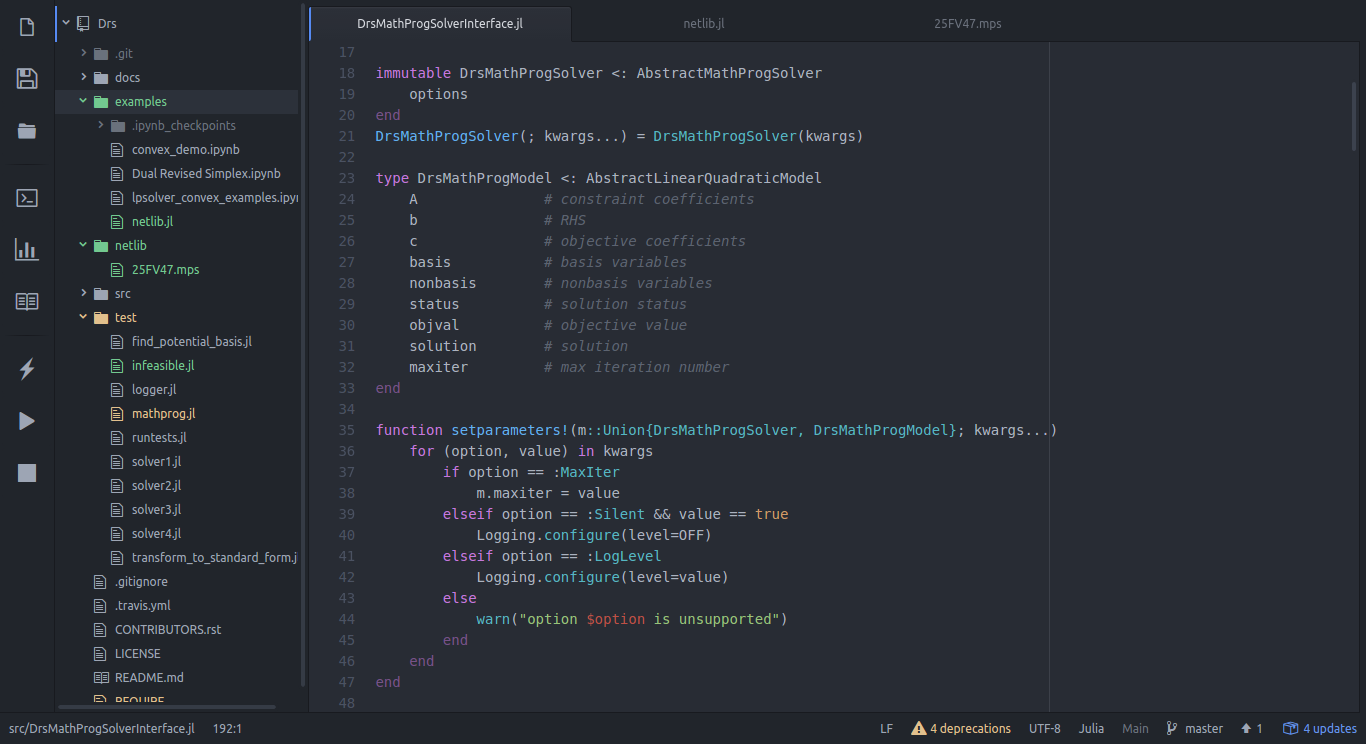 Drs
.git
docs
examples
.ipynb_checkpoints
convex_demo.ipynb
Dual Revised Simplex.ipynb
lpsolver_convex_examples.ipyn
netlib.jl
netlib
25FV47.mps
src
test
find_potential_basis.jl
infeasible.jl
logger.jl
mathprog.jl
runtests.jl
solver1.jl
solver2.jl
solver3.jl
solver4.jl
transform_to_standard_form.j
.gitignore
.travis.yml
CONTRIBUTORS.rst
LICENSE
README.md
REQUIRE
DrsMathProgSolverInterface.jl netlib.jl 25FV47.mps
17
18 immutable DrsMathProgSolver <: AbstractMathProgSolver
19     options
20 end
21 DrsMathProgSolver(; kwargs...) = DrsMathProgSolver(kwargs)
22
23 type DrsMathProgModel <: AbstractLinearQuadraticModel
24     A               # constraint coefficients
25     b               # RHS
26     c               # objective coefficients
27     basis           # basis variables
28     nonbasis        # nonbasis variables
29     status          # solution status
30     objval          # objective value
31     solution        # solution
32     maxiter         # max iteration number
33 end
34
35 function setparameters!(m::Union{DrsMathProgSolver, DrsMathProgModel}; kwargs...)
36     for (option, value) in kwargs
37         if option == :MaxIter
38             m.maxiter = value
39         elseif option == :Silent && value == true
40             Logging.configure(level=OFF)
41         elseif option == :LogLevel
42             Logging.configure(level=value)
43         else
44             warn("option $option is unsupported")
45         end
46     end
47 end
48
src/DrsMathProgSolverInterface.jl 192:1 LF 4 deprecations UTF-8 Julia Main master 1 4 updates